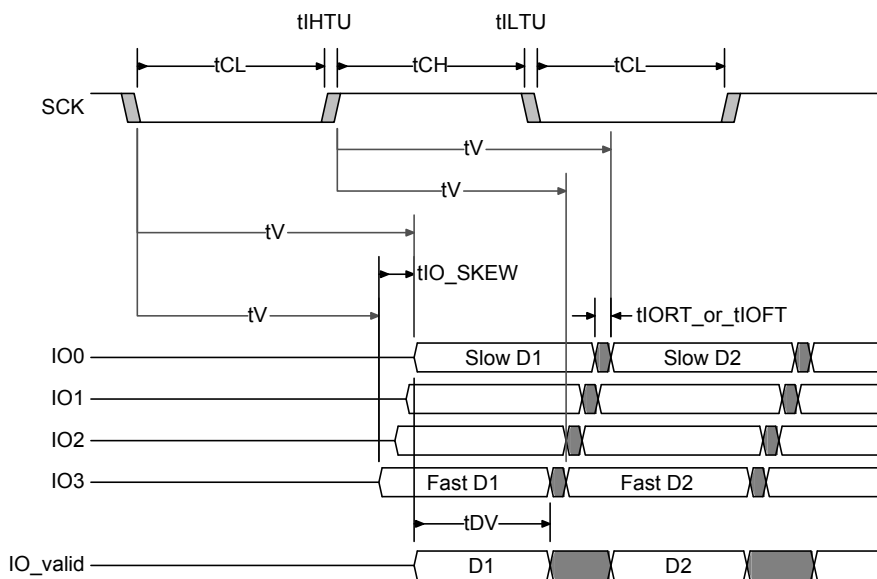 tIHTU tILTU
tCL tCH tCL
SCK
tV
tV
tV
tIO_SKEW
tV tIORT_or_tIOFT
IO0 Slow D1 Slow D2
IO1
IO2
IO3 Fast D1 Fast D2
tDV
IO_valid D1 D2